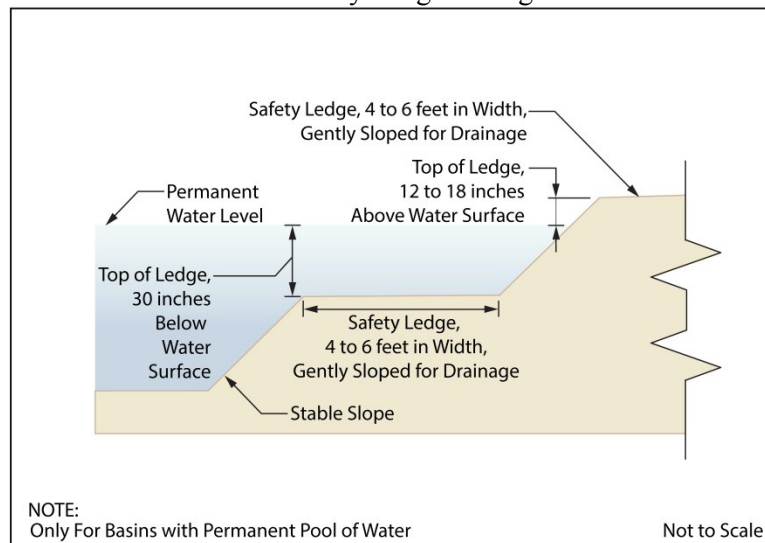 Safety Ledge, 4 to 6 feet in Width,
Gently Sloped for Drainage
Top of Ledge,
12 to 18 inches
Above Water Surface
Permanent
Water Level
Top of Ledge,
30 inches
Below
Water
Surface
Safety Ledge,
4 to 6 feet in Width,
Gently Sloped for Drainage
Stable Slope
NOTE:
Only For Basins with Permanent Pool of Water
Not to Scale